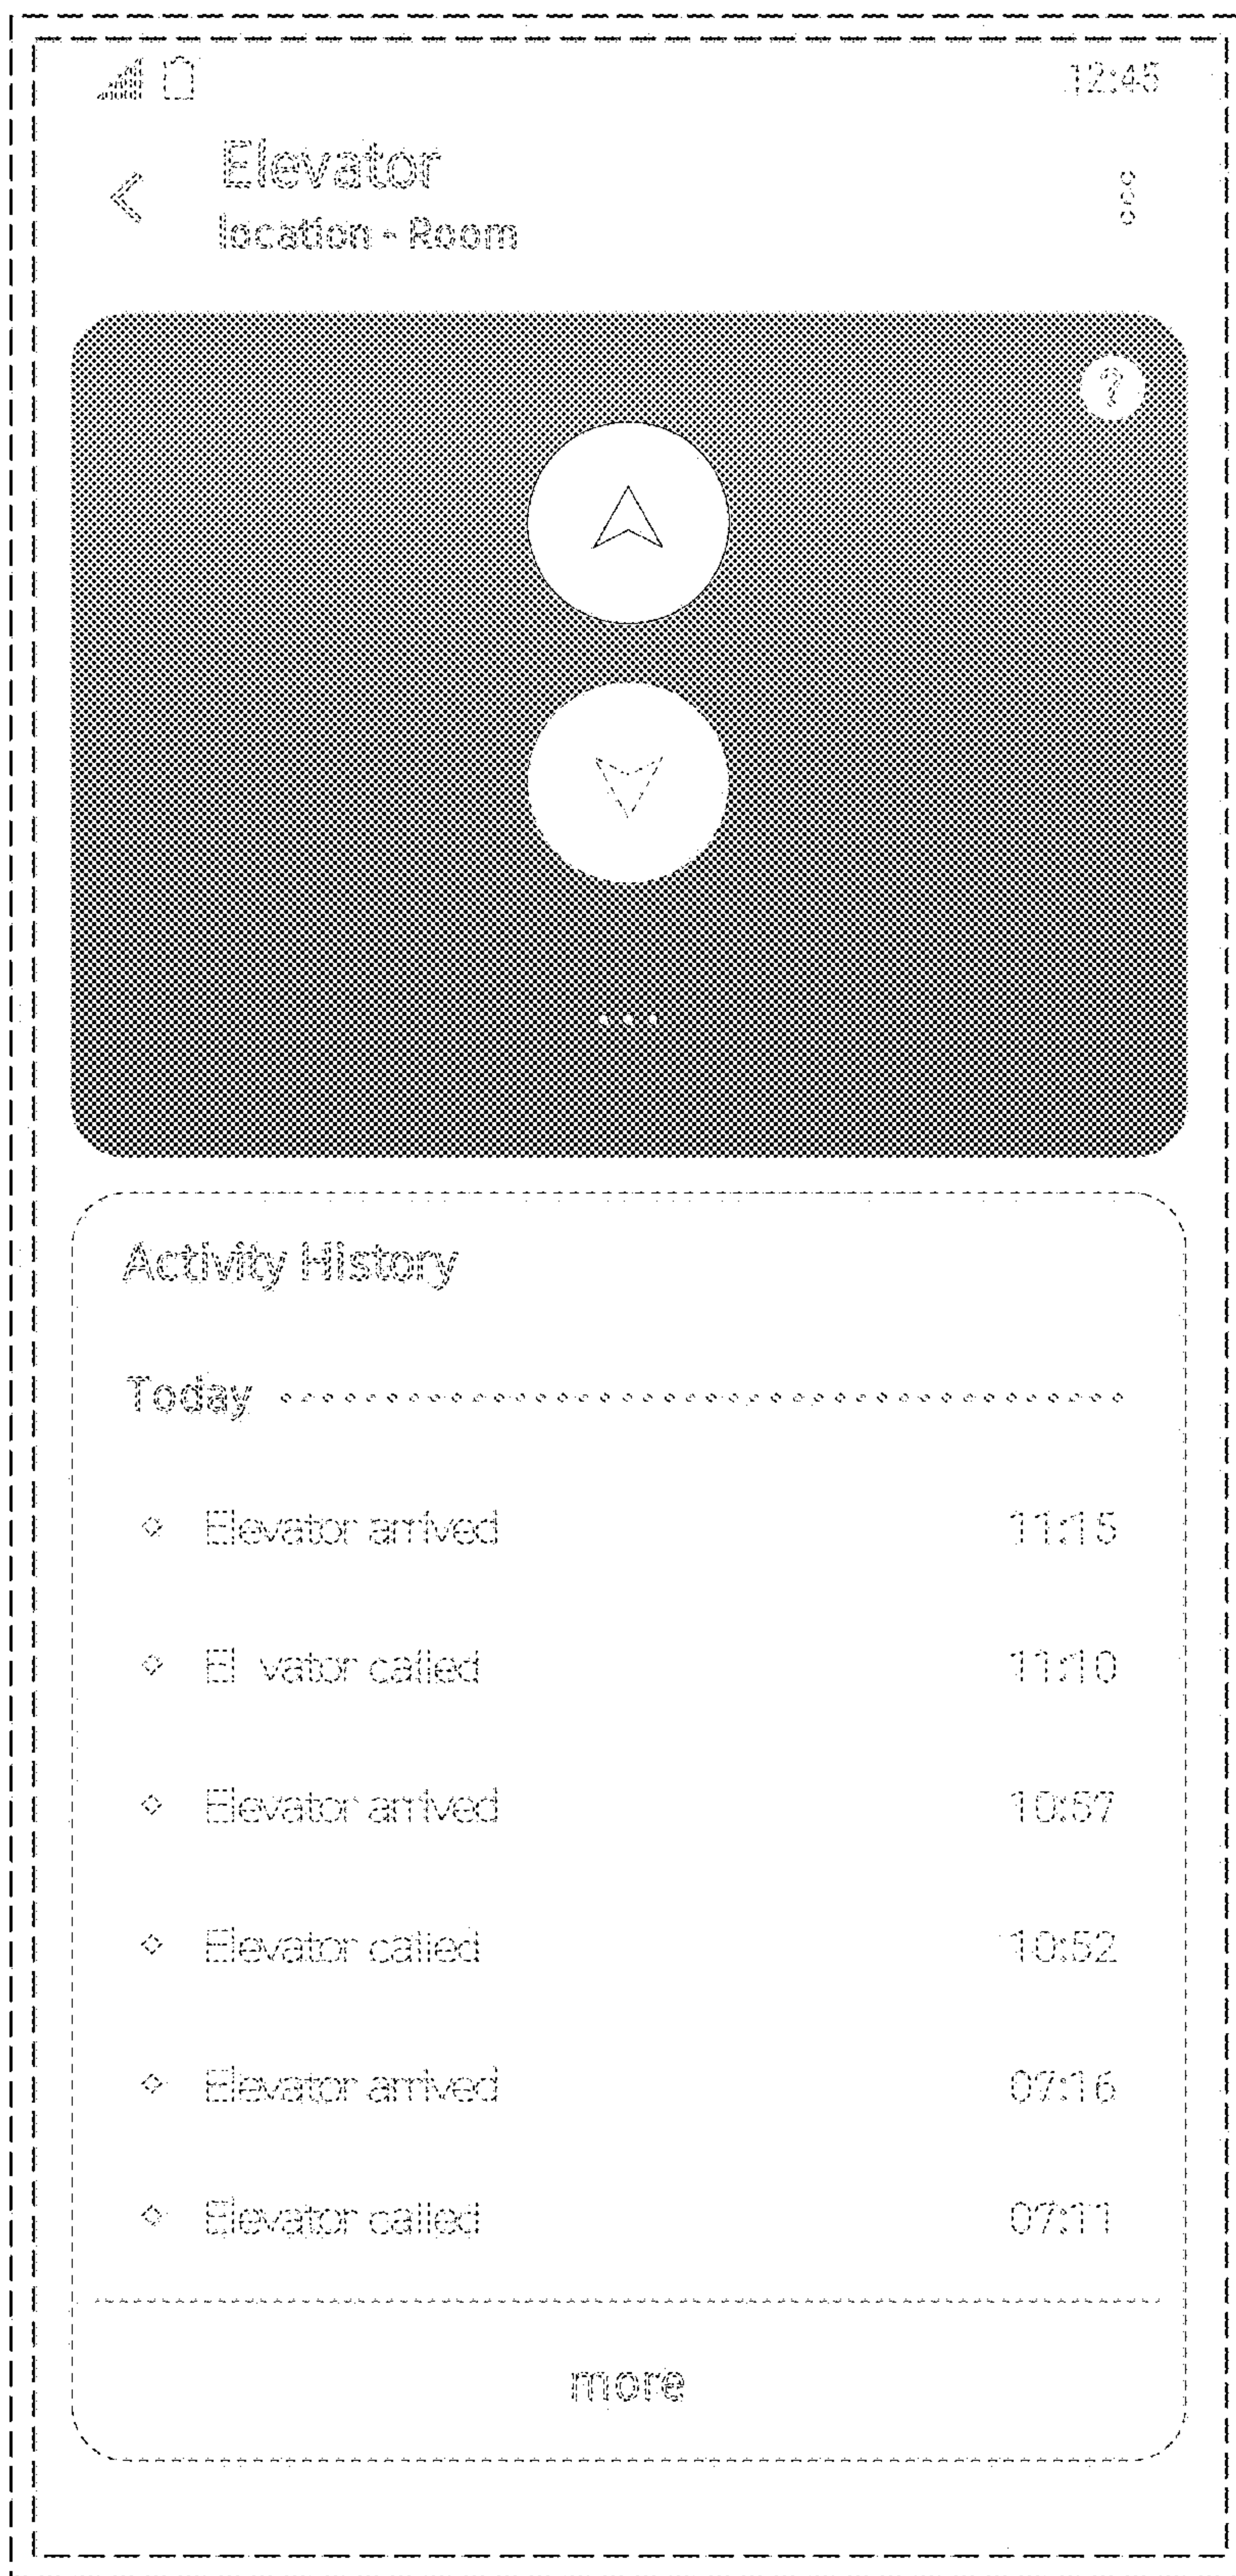 12:45
Elevator
location - Room
?
Activity History
Today
Elevator arrived 11:15
El vator called 11:10
Elevator arrived 10:57
Elevator called 10:52
Elevator arrived 07:16
Elevator called 07:11
more